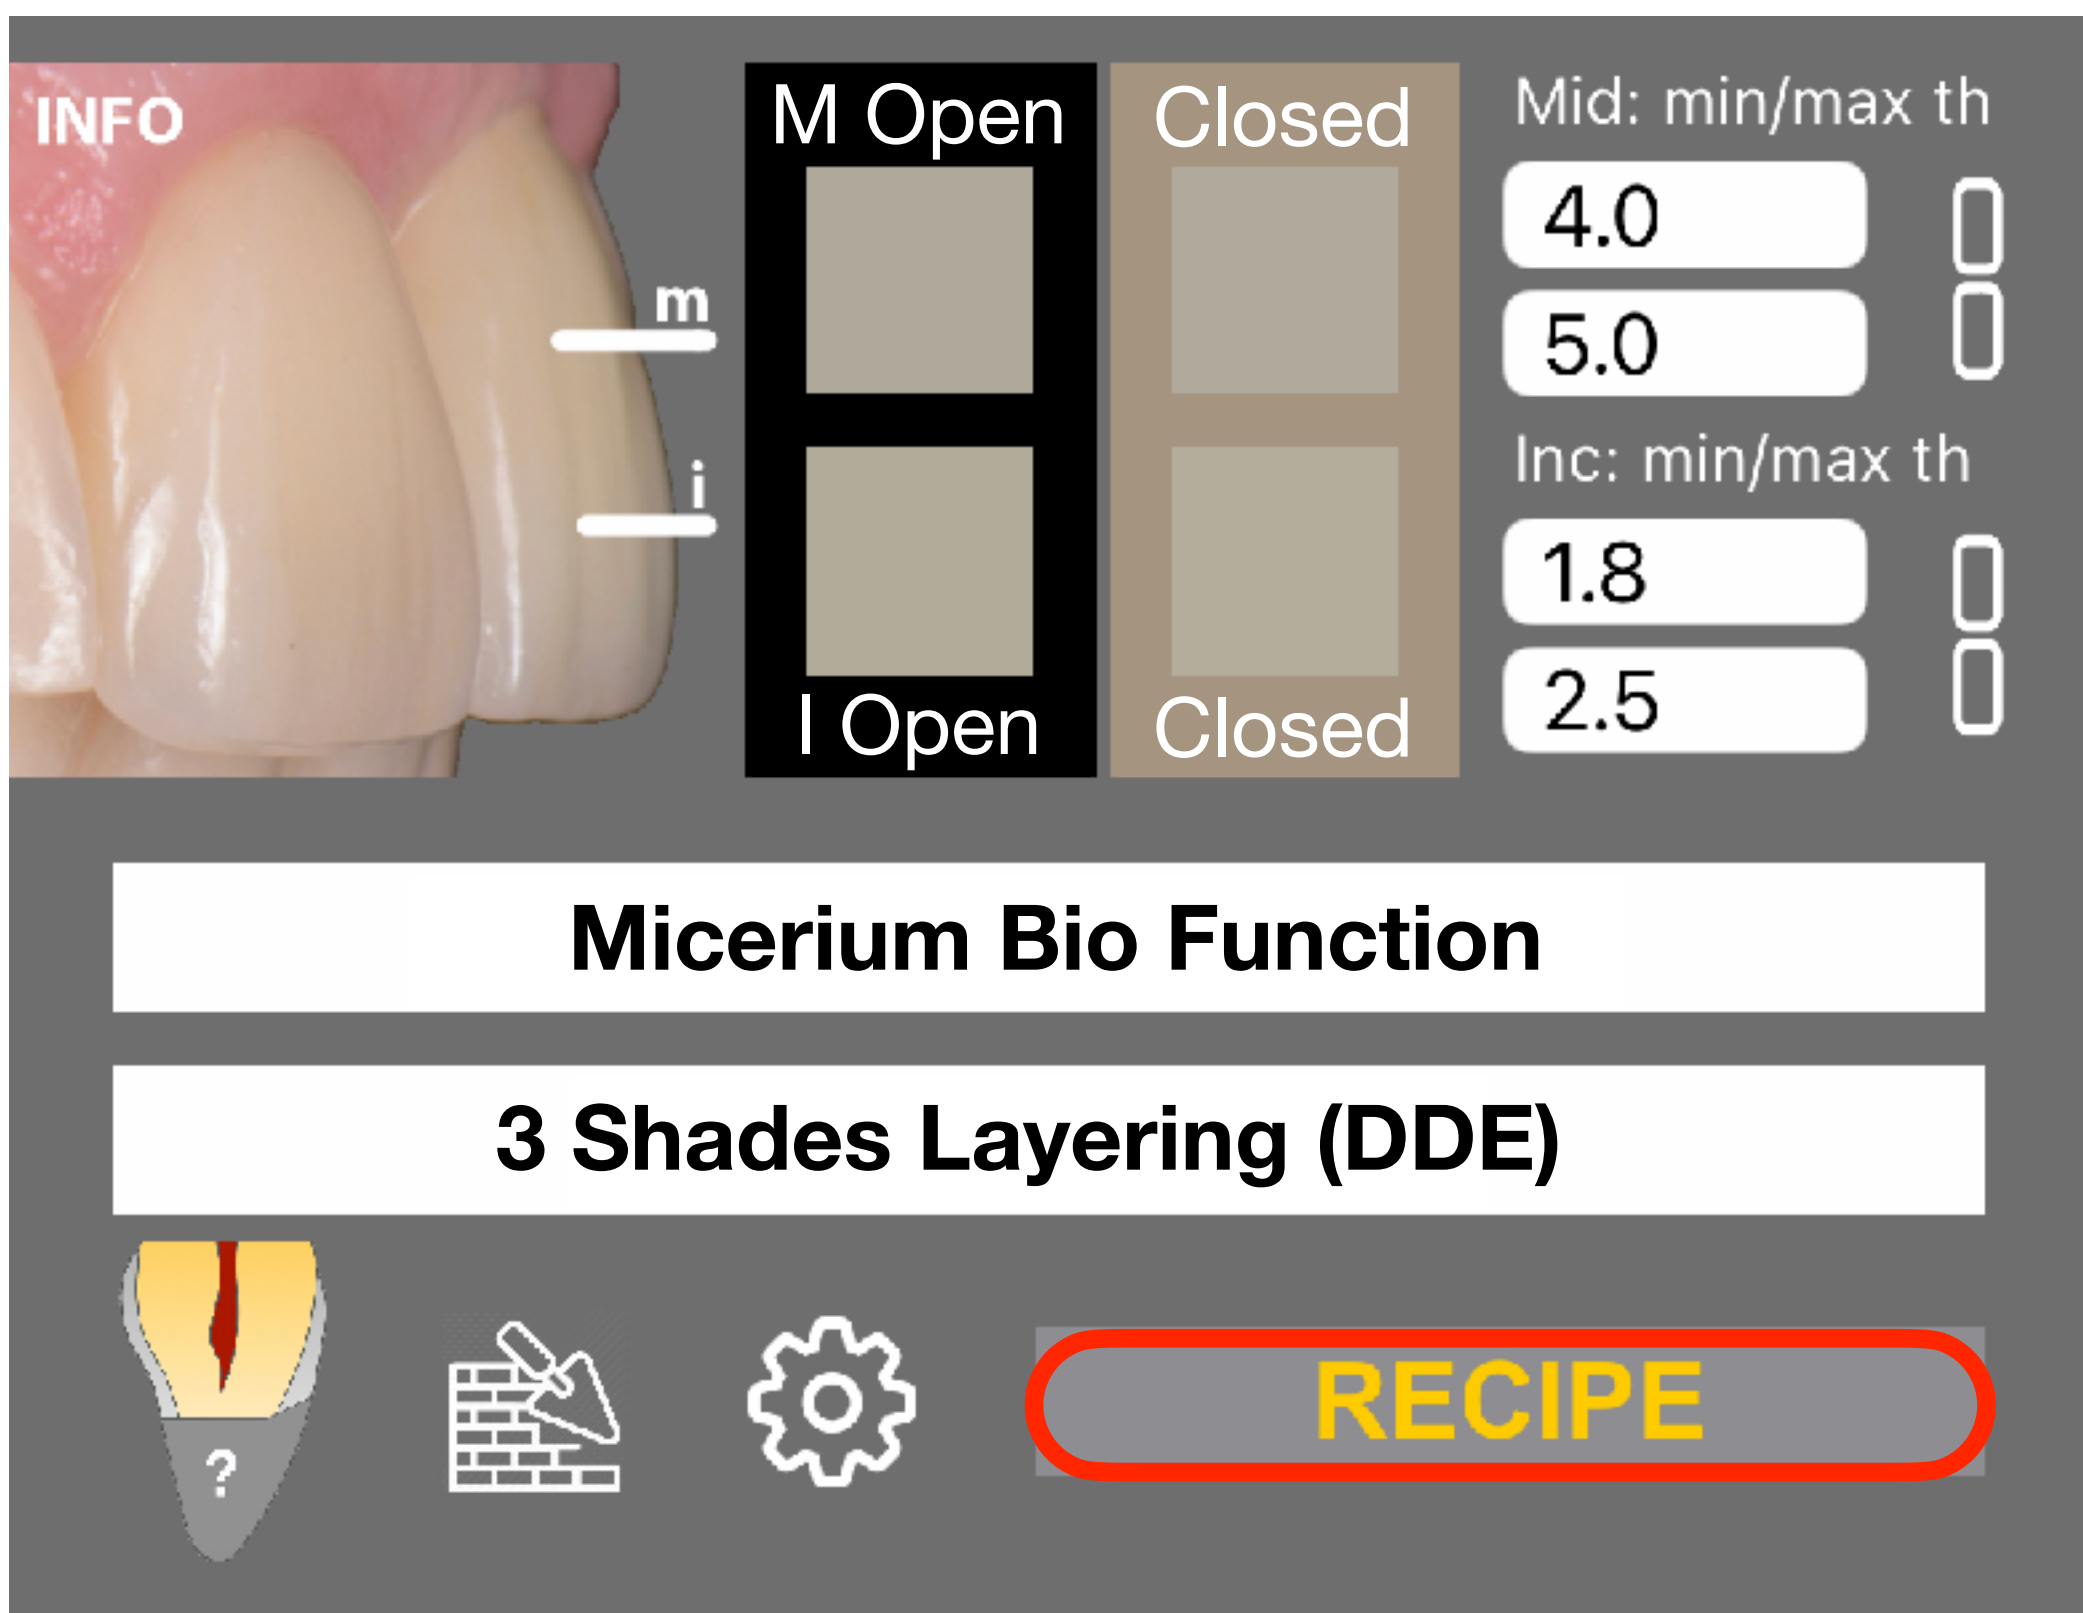 INFO
m
i
M Open
Closed
I Open
Closed
Mid: min/max th
4.0
5.0
Inc: min/max th
1.8
2.5
Micerium Bio Function
3 Shades Layering (DDE)
?
RECIPE